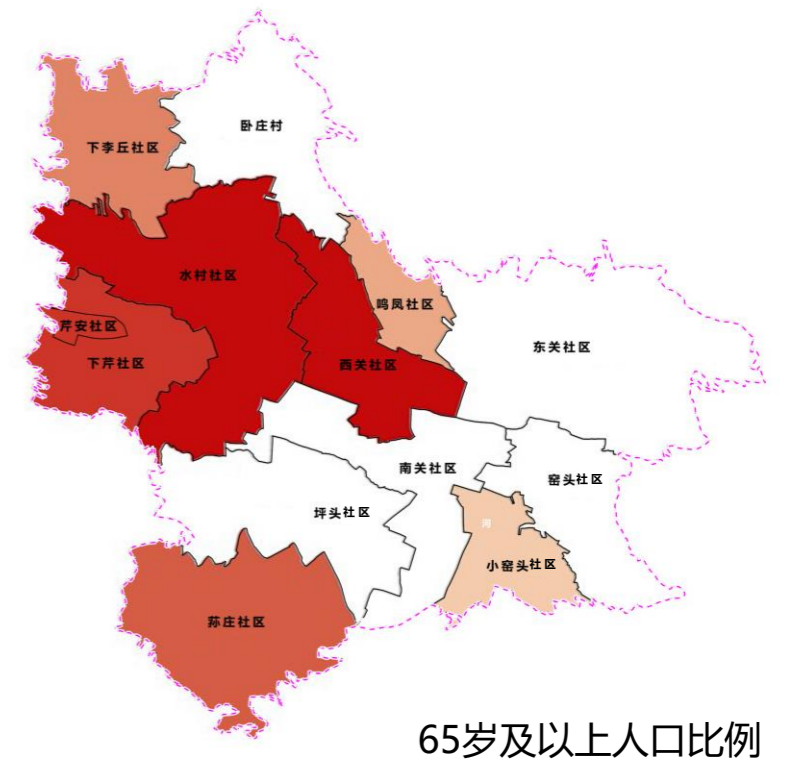 卧庄村
下李丘社区
水村社区
鸣凤社区
芹安社区
东关社区
下芹社区
西关社区
南关社区
窑头社区
坪头社区
河
小窑头社区
荪庄社区
65岁及以上人口比例